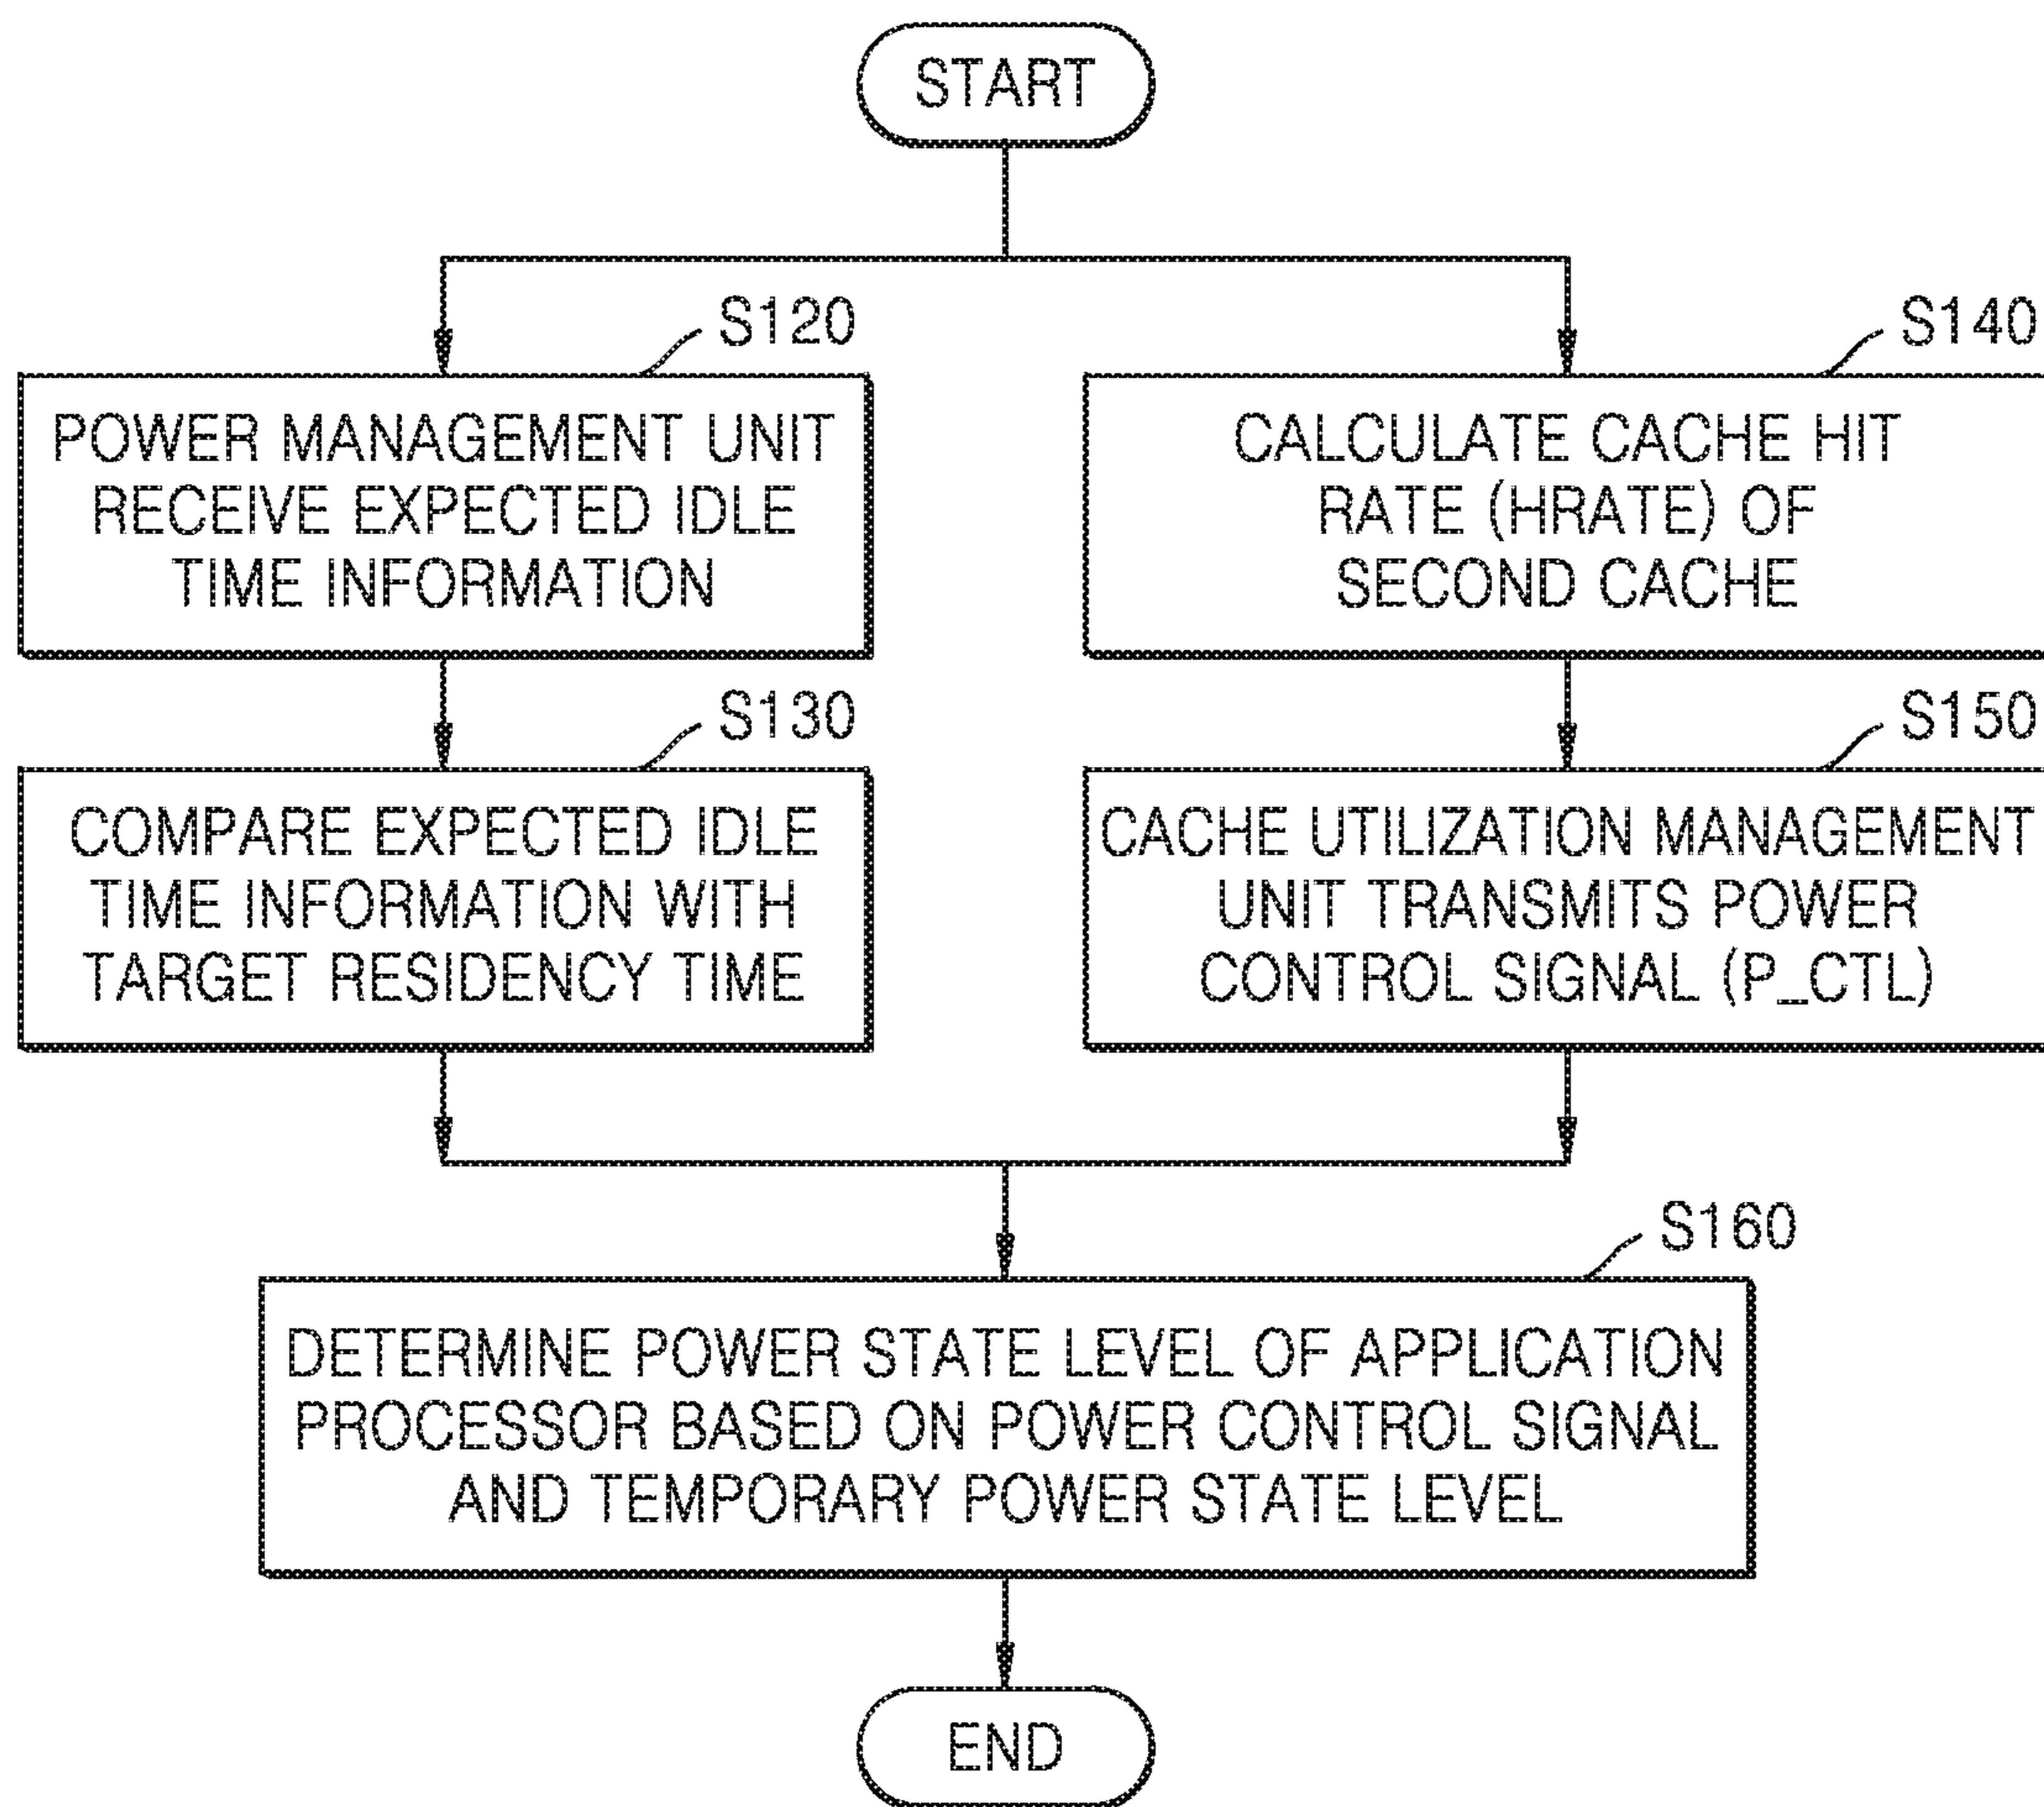 START
S120
POWER MANAGEMENT UNIT
RECEIVE EXPECTED IDLE
TIME INFORMATION
S140
CALCULATE CACHE HIT
RATE (HRATE) OF
SECOND CACHE
S130
COMPARE EXPECTED IDLE
TIME INFORMATION WITH
TARGET RESIDENCY TIME
S150
CACHE UTILIZATION MANAGEMENT
UNIT TRANSMITS POWER
CONTROL SIGNAL (P_CTL)
S160
DETERMINE POWER STATE LEVEL OF APPLICATION
PROCESSOR BASED ON POWER CONTROL SIGNAL
AND TEMPORARY POWER STATE LEVEL
END